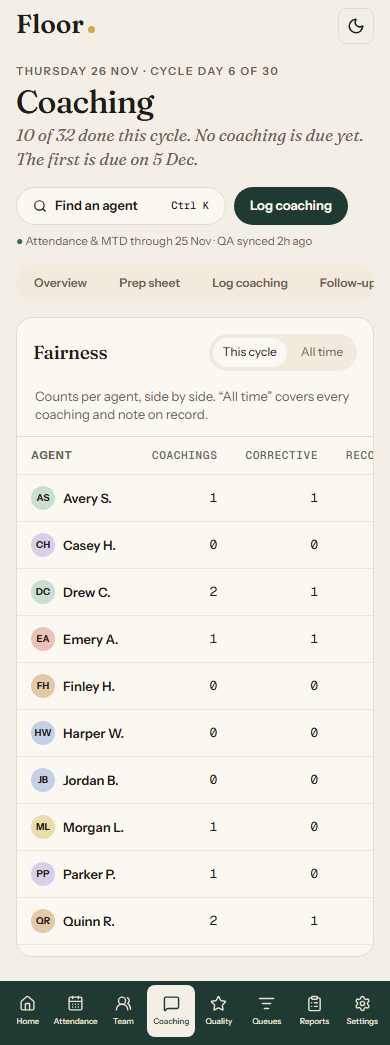 Floor
THURSDAY 26 NOV · CYCLE DAY 6 OF 30
Coaching
10 of 32 done this cycle. No coaching is due yet.
The first is due on 5 Dec.
Find an agent Ctrl K Log coaching
Attendance & MTD through 25 Nov · QA synced 2h ago
Overview Prep sheet Log coaching Follow-up
Fairness This cycle All time
Counts per agent, side by side. “All time” covers every
coaching and note on record.
AGENT COACHINGS CORRECTIVE RECO
AS Avery S. 1 1
CH Casey H. 0 0
DC Drew C. 2 1
EA Emery A. 1 1
FH Finley H. 0 0
HW Harper W. 0 0
JB Jordan B. 0 0
ML Morgan L. 1 0
PP Parker P. 1 0
QR Quinn R. 2 1
Home Attendance Team Coaching Quality Queues Reports Settings